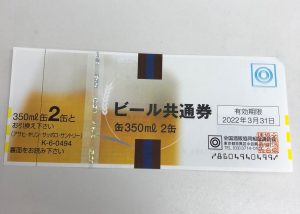 350ml缶2缶と
お引換え下さい
(アサヒ・キリン・サッポロ・サントリー)
K-6-0494
裏面をお読み下さい
ビール共通券
缶350ml 2缶
有効期限
2022年3月31日
全国酒販協同組合連合会